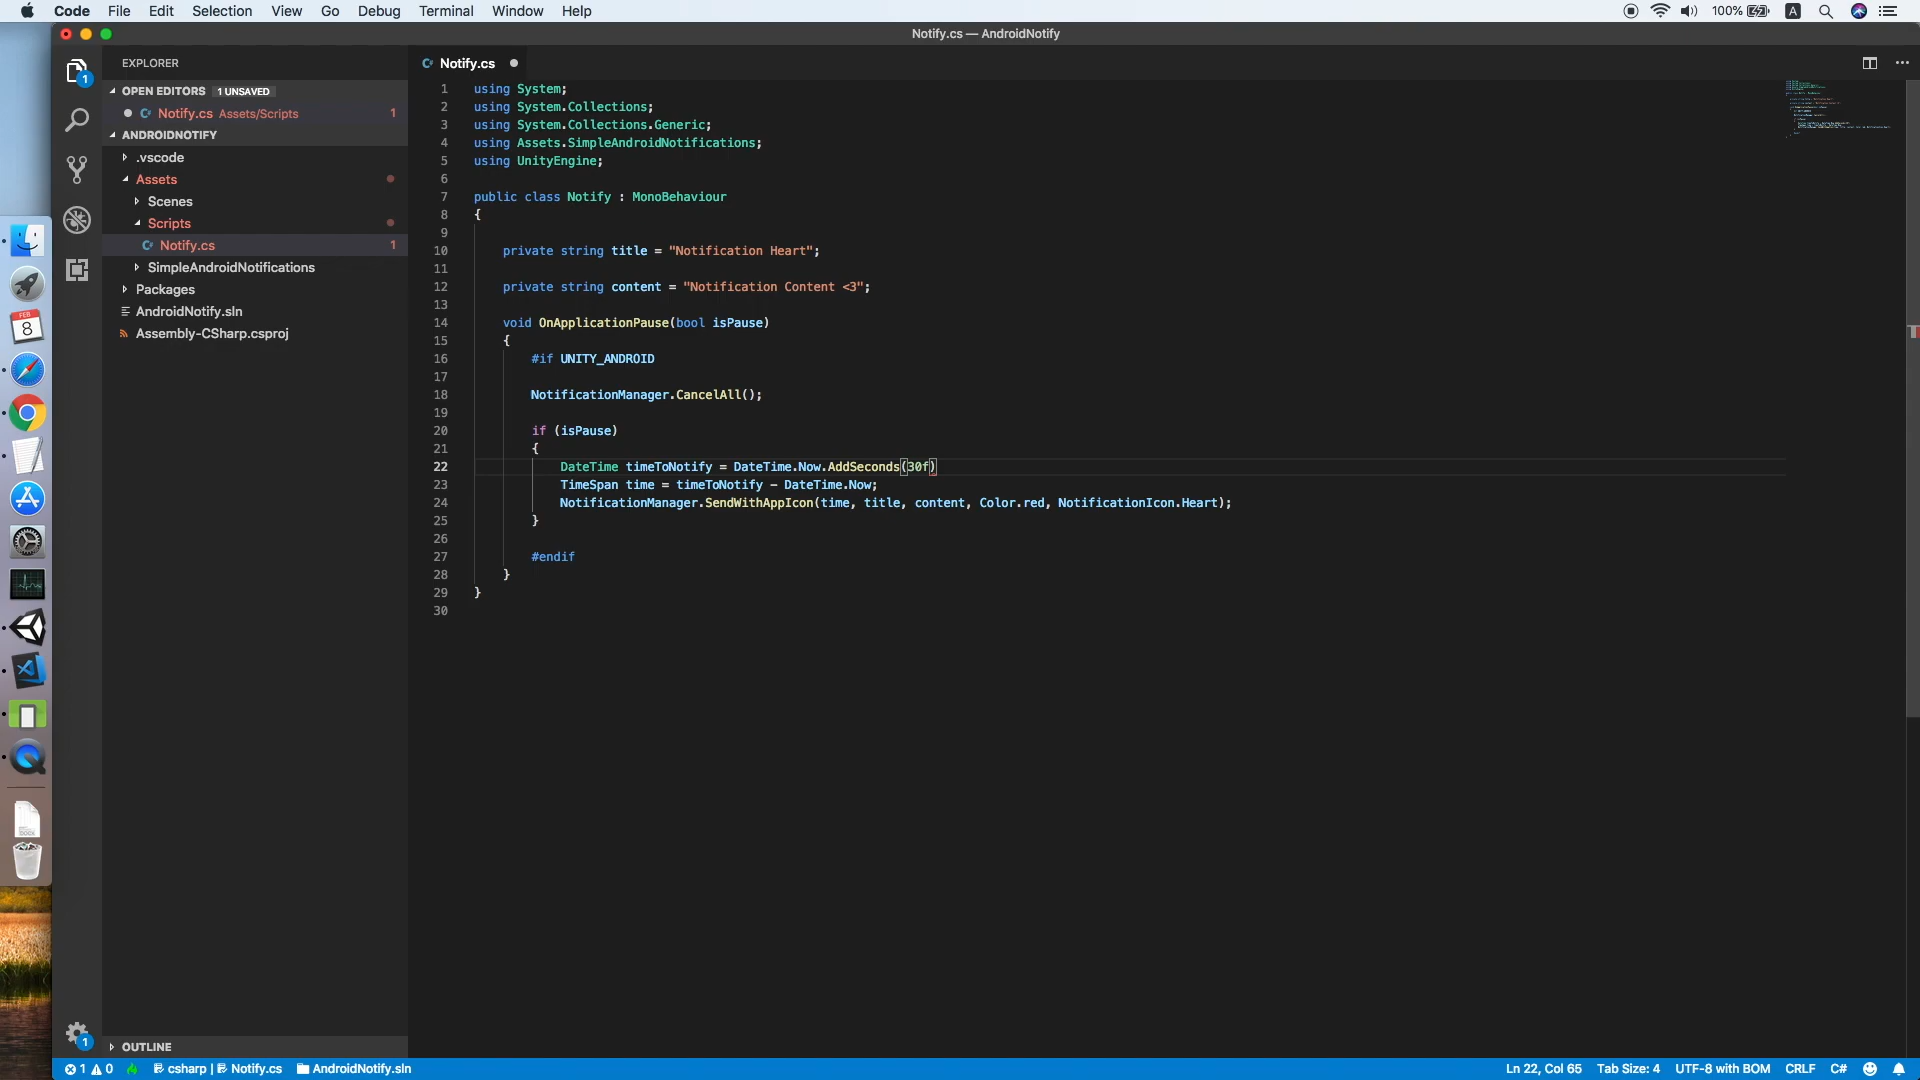 Code File Edit Selection View Go Debug Terminal Window Help 100% A
Notify.cs — AndroidNotify
EXPLORER
OPEN EDITORS 1 UNSAVED
Notify.cs Assets/Scripts 1
ANDROIDNOTIFY
.vscode
Assets
Scenes
Scripts
Notify.cs 1
SimpleAndroidNotifications
Packages
AndroidNotify.sln
Assembly-CSharp.csproj
OUTLINE
1
1
FEB
8
DOCX
Notify.cs
1 using System;
2 using System.Collections;
3 using System.Collections.Generic;
4 using Assets.SimpleAndroidNotifications;
5 using UnityEngine;
6
7 public class Notify : MonoBehaviour
8 {
9
10 private string title = "Notification Heart";
11
12 private string content = "Notification Content <3";
13
14 void OnApplicationPause(bool isPause)
15 {
16 #if UNITY_ANDROID
17
18 NotificationManager.CancelAll();
19
20 if (isPause)
21 {
22 DateTime timeToNotify = DateTime.Now.AddSeconds(30f)
23 TimeSpan time = timeToNotify - DateTime.Now;
24 NotificationManager.SendWithAppIcon(time, title, content, Color.red, NotificationIcon.Heart);
25 }
26
27 #endif
28 }
29 }
30
1 0 csharp | Notify.cs AndroidNotify.sln Ln 22, Col 65 Tab Size: 4 UTF-8 with BOM CRLF C#